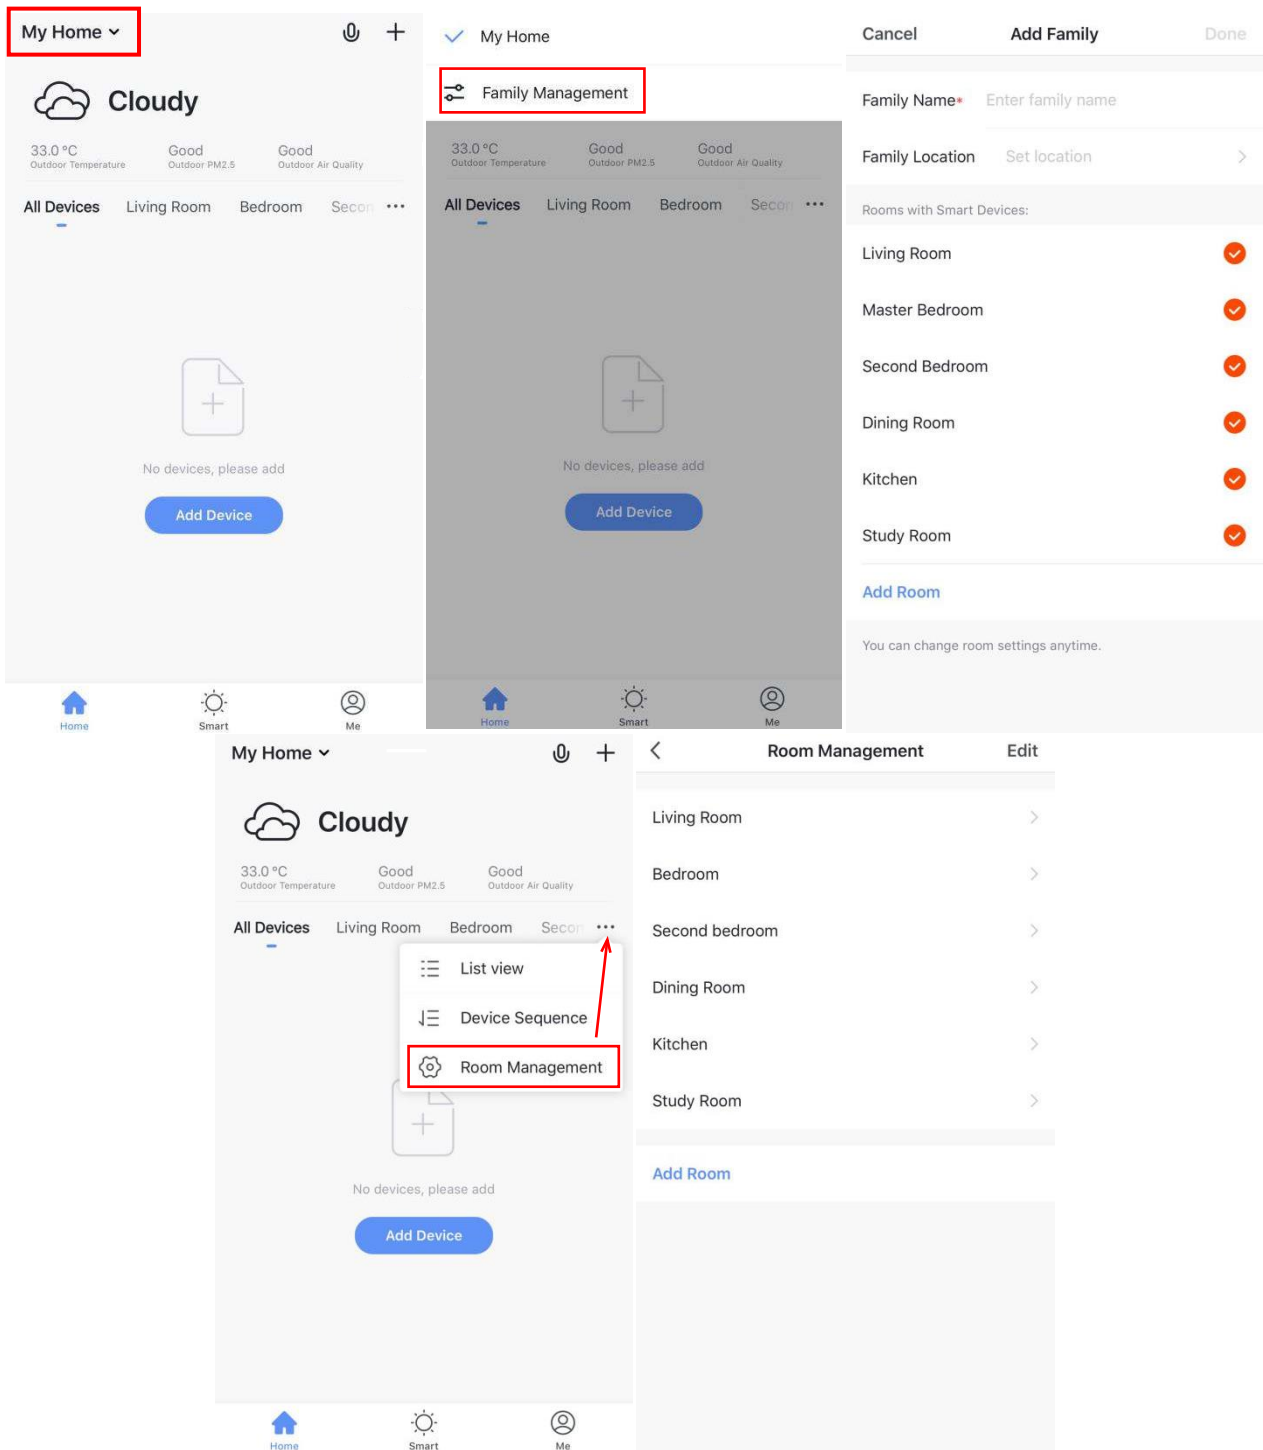 My Home
Cloudy
33.0 °C Good Good
Outdoor Temperature Outdoor PM2.5 Outdoor Air Quality
All Devices Living Room Bedroom Secon
No devices, please add
Add Device
Home Smart Me
My Home
Family Management
33.0 °C Good Good
Outdoor Temperature Outdoor PM2.5 Outdoor Air Quality
All Devices Living Room Bedroom Secon
No devices, please add
Add Device
Home Smart Me
Cancel Add Family Done
Family Name* Enter family name
Family Location Set location
Rooms with Smart Devices:
Living Room
Master Bedroom
Second Bedroom
Dining Room
Kitchen
Study Room
Add Room
You can change room settings anytime.
My Home
Cloudy
33.0 °C Good Good
Outdoor Temperature Outdoor PM2.5 Outdoor Air Quality
All Devices Living Room Bedroom Secon
List view
Device Sequence
Room Management
No devices, please add
Add Device
Home Smart Me
Room Management Edit
Living Room
Bedroom
Second bedroom
Dining Room
Kitchen
Study Room
Add Room